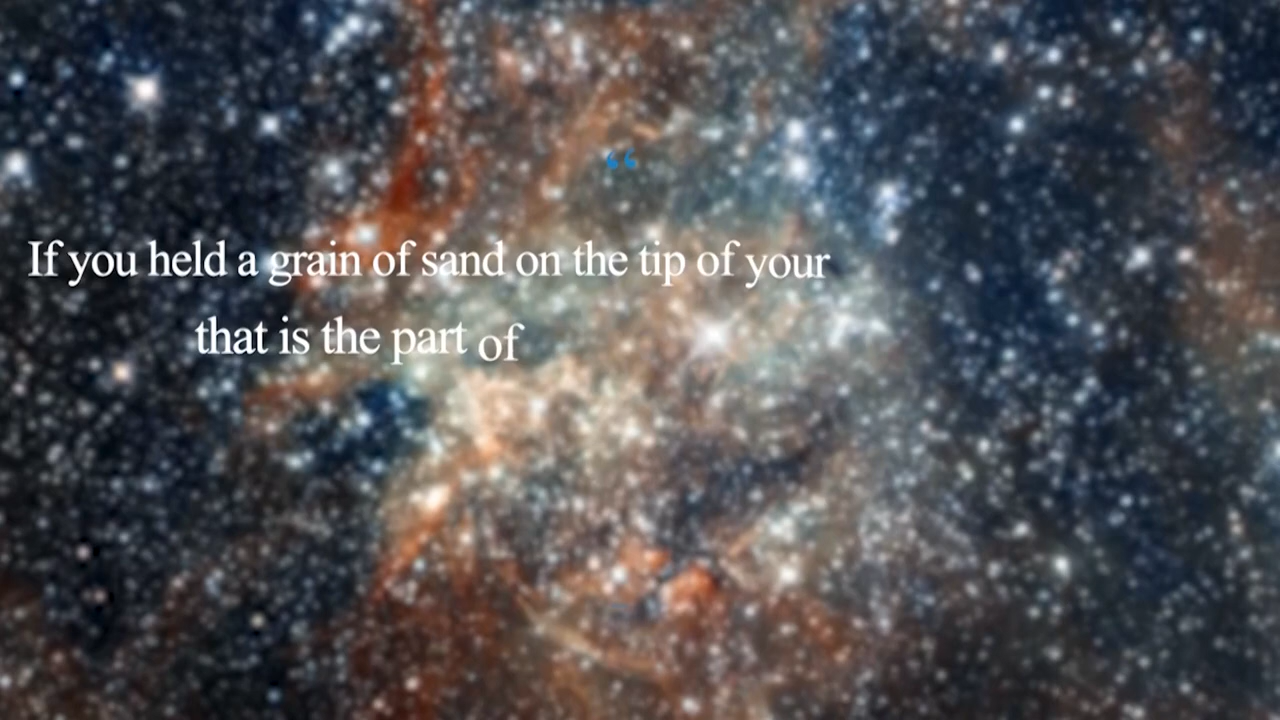 “
If you held a grain of sand on the tip of your
that is the part of